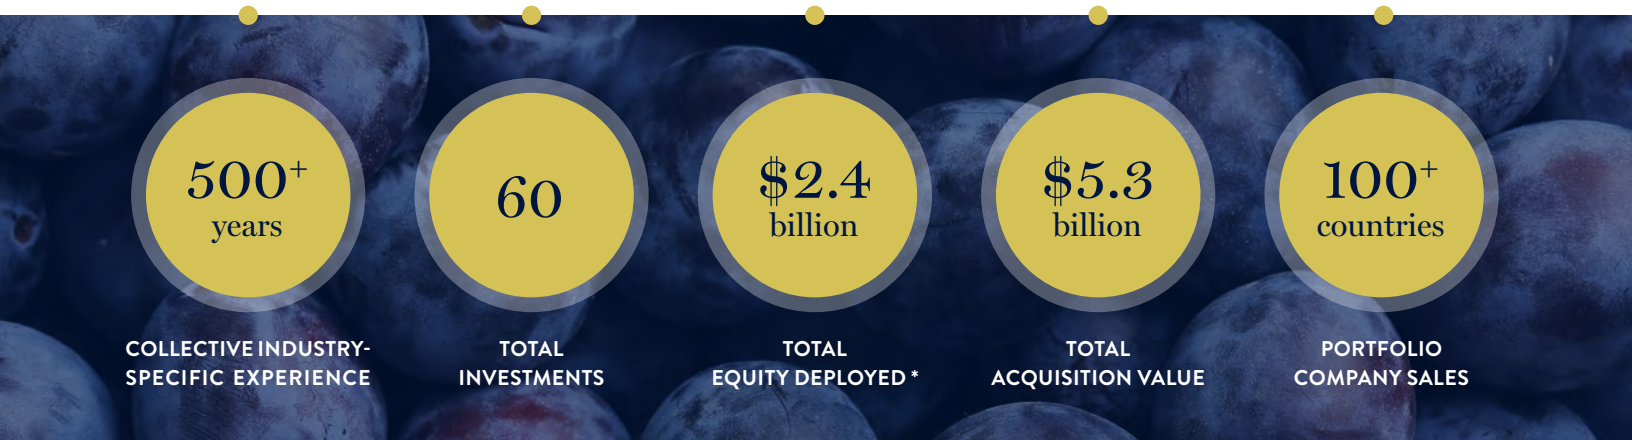 500+
years
60
$2.4
billion
$5.3
billion
100+
countries
COLLECTIVE INDUSTRY-
SPECIFIC EXPERIENCE
TOTAL
INVESTMENTS
TOTAL
EQUITY DEPLOYED *
TOTAL
ACQUISITION VALUE
PORTFOLIO
COMPANY SALES